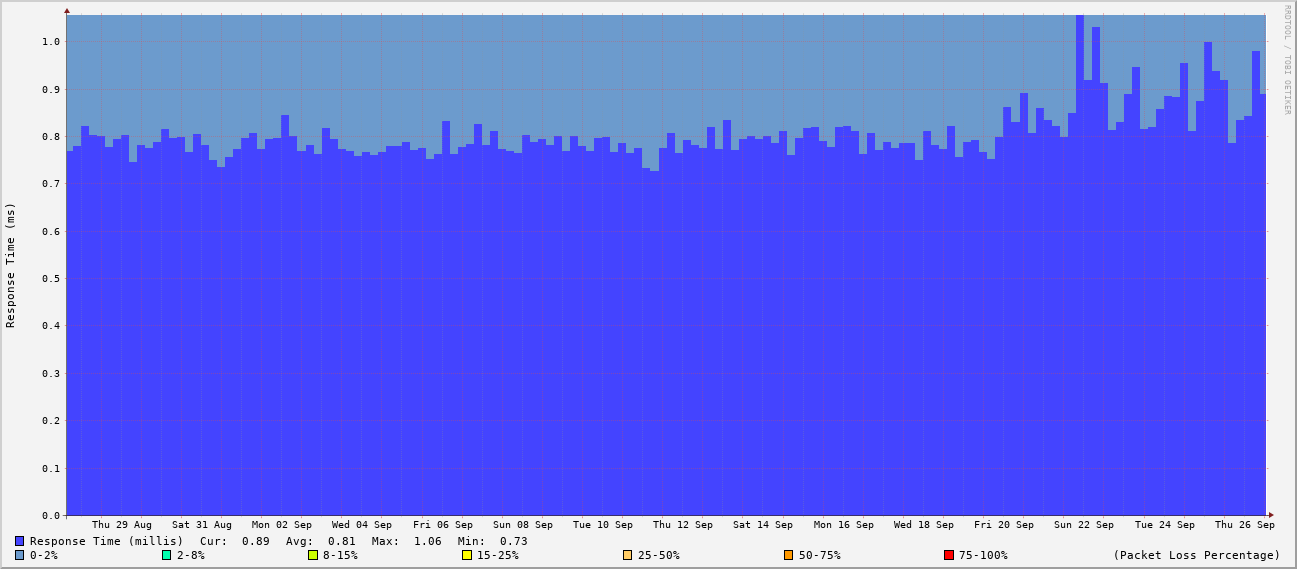 RRDTOOL / TOBI OETIKER
Response Time (ms)
1.0
0.9
0.8
0.7
0.6
0.5
0.4
0.3
0.2
0.1
0.0
Thu 29 Aug Sat 31 Aug Mon 02 Sep Wed 04 Sep Fri 06 Sep Sun 08 Sep Tue 10 Sep Thu 12 Sep Sat 14 Sep Mon 16 Sep Wed 18 Sep Fri 20 Sep Sun 22 Sep Tue 24 Sep Thu 26 Sep
Response Time (millis) Cur: 0.89 Avg: 0.81 Max: 1.06 Min: 0.73
0-2% 2-8% 8-15% 15-25% 25-50% 50-75% 75-100% (Packet Loss Percentage)